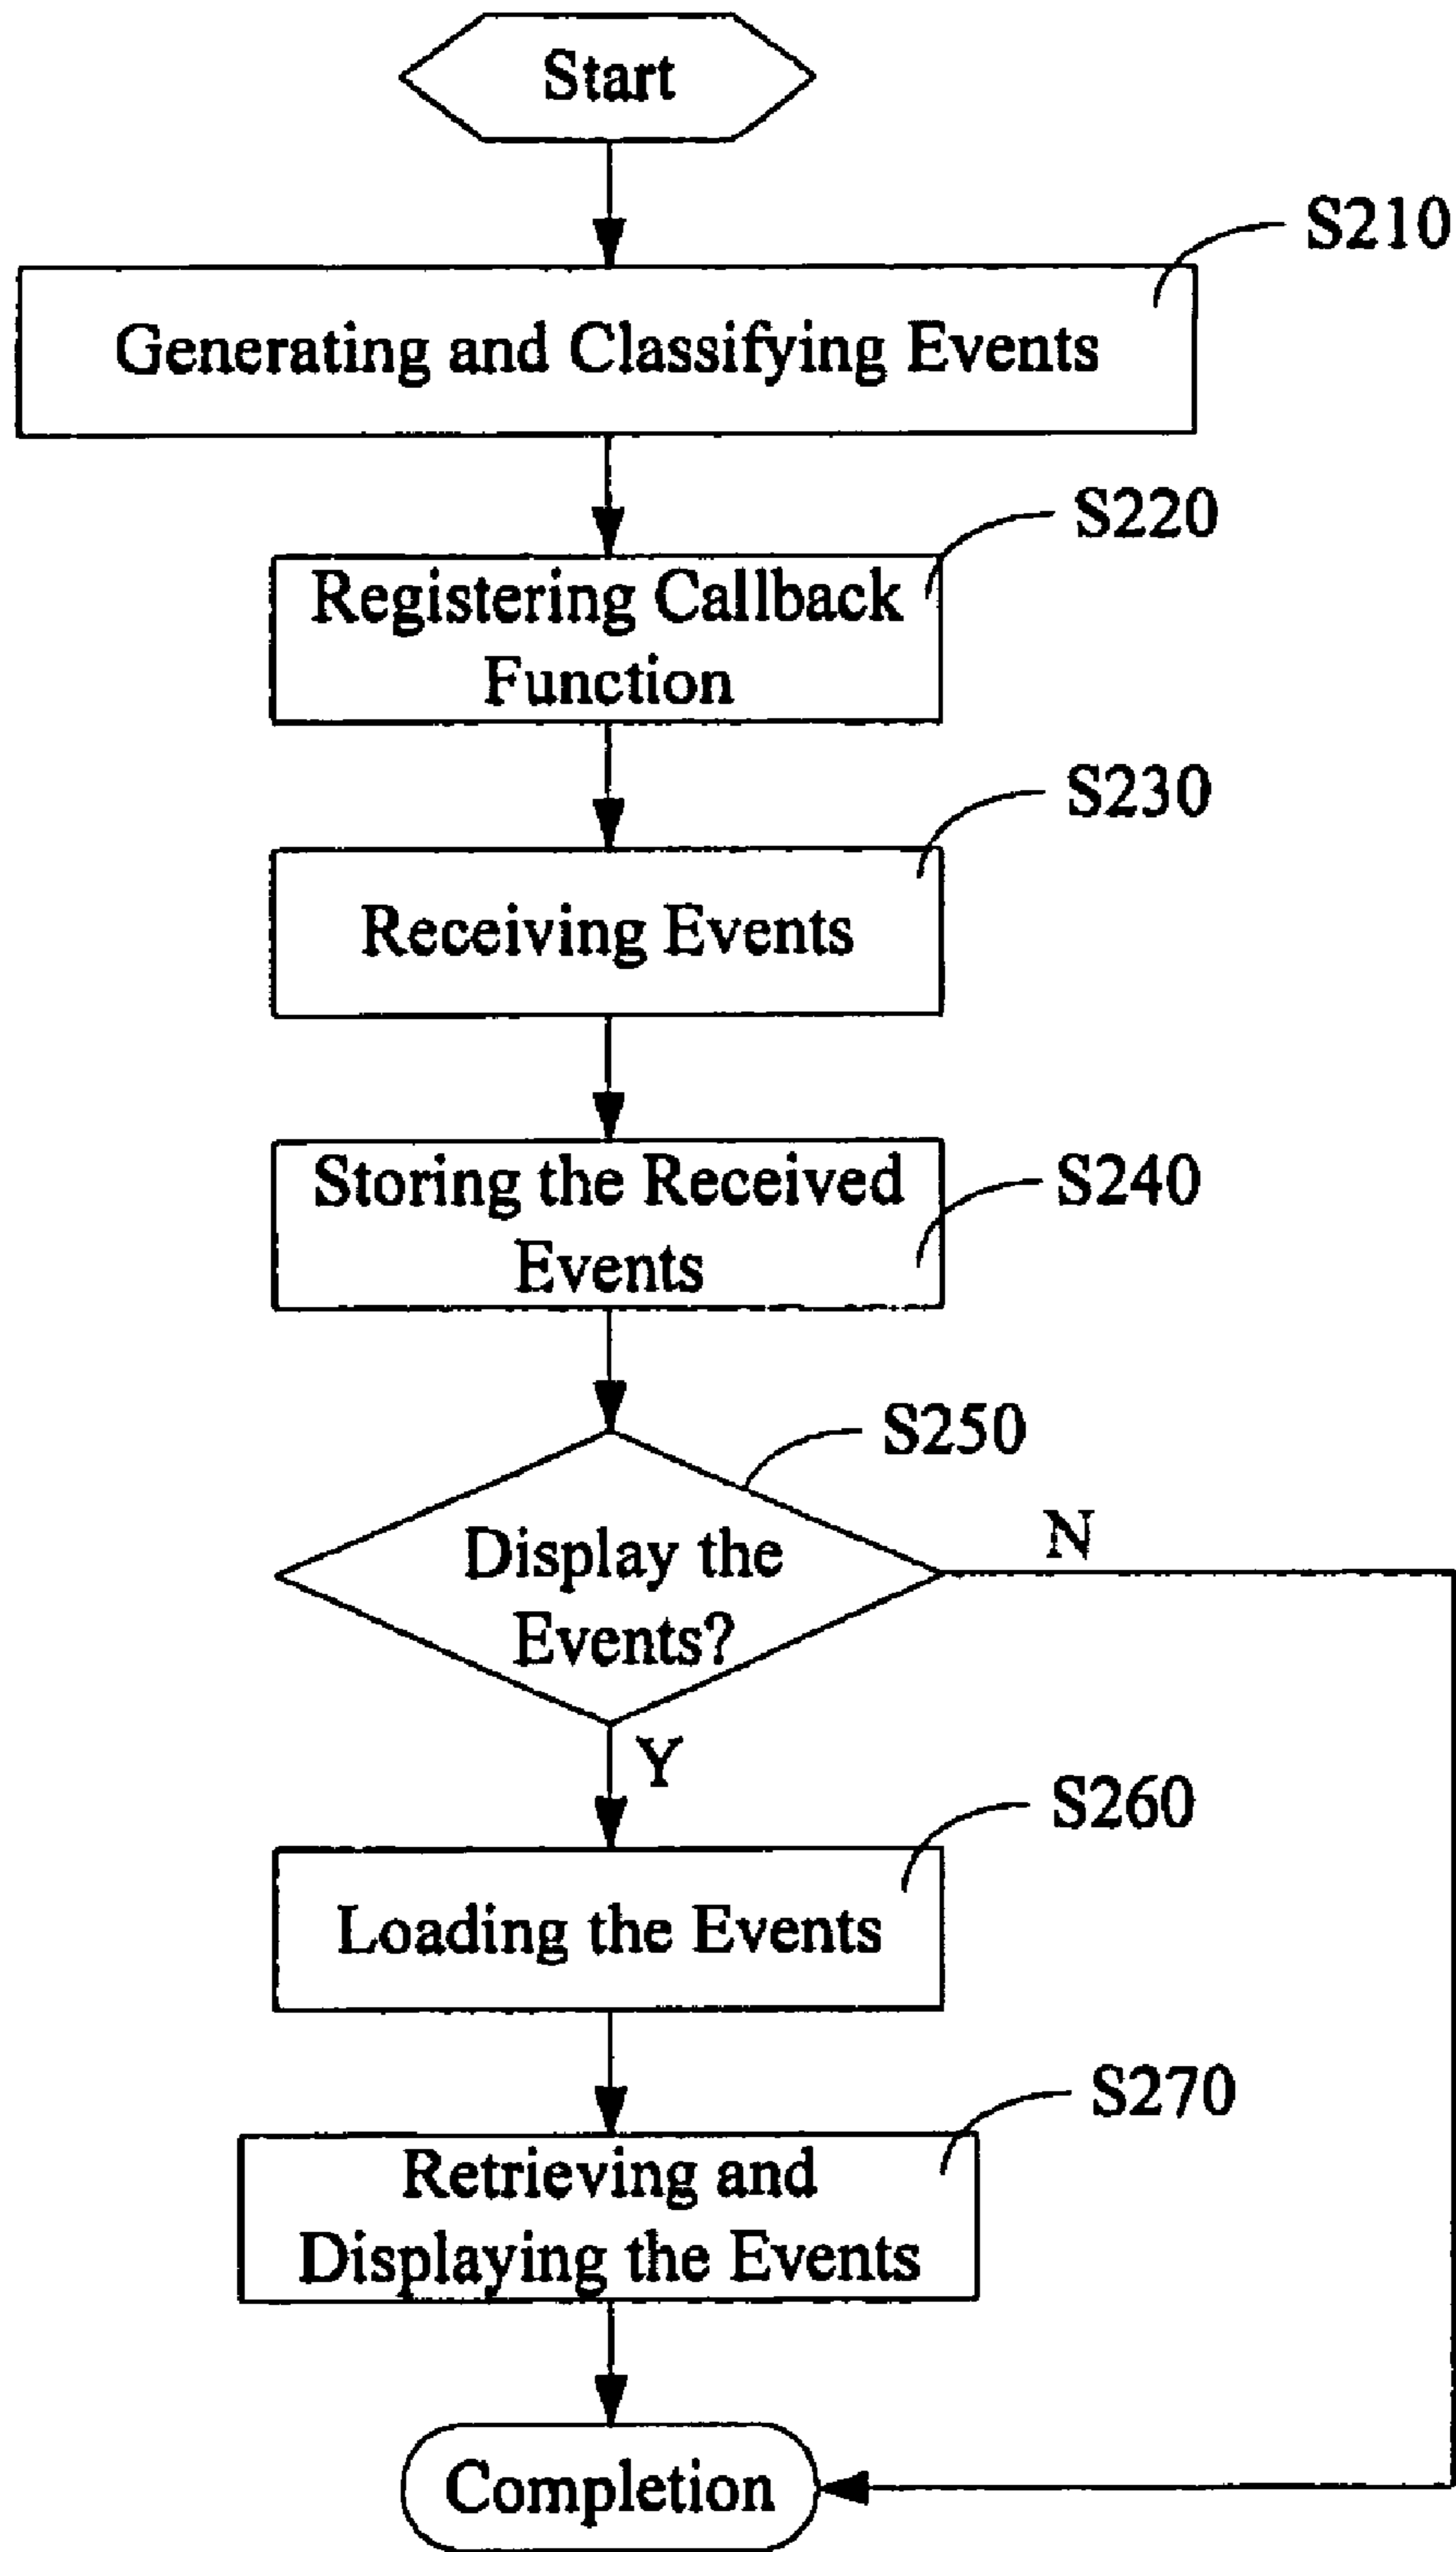 Start
S210
Generating and Classifying Events
S220
Registering Callback
Function
S230
Receiving Events
Storing the Received
Events
S240
S250
Display the
Events?
N
Y
S260
Loading the Events
S270
Retrieving and
Displaying the Events
Completion